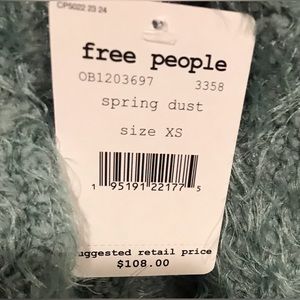 CP5022 23 24
free people
OB1203697 3358
spring dust
size XS
1 95191 22177 5
uggested retail price
$108.00